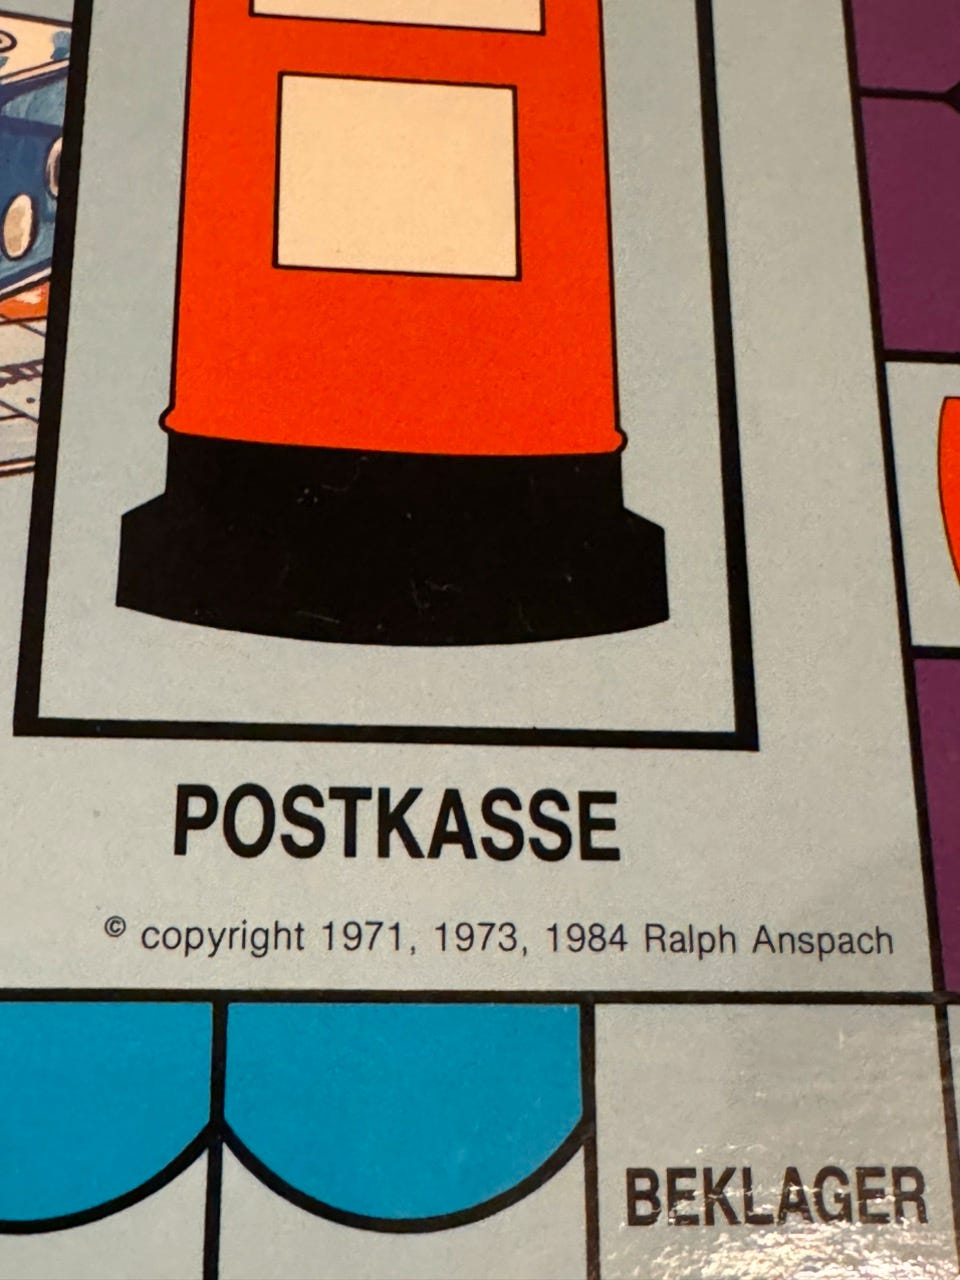 POSTKASSE
© copyright 1971, 1973, 1984 Ralph Anspach
BEKLAGER